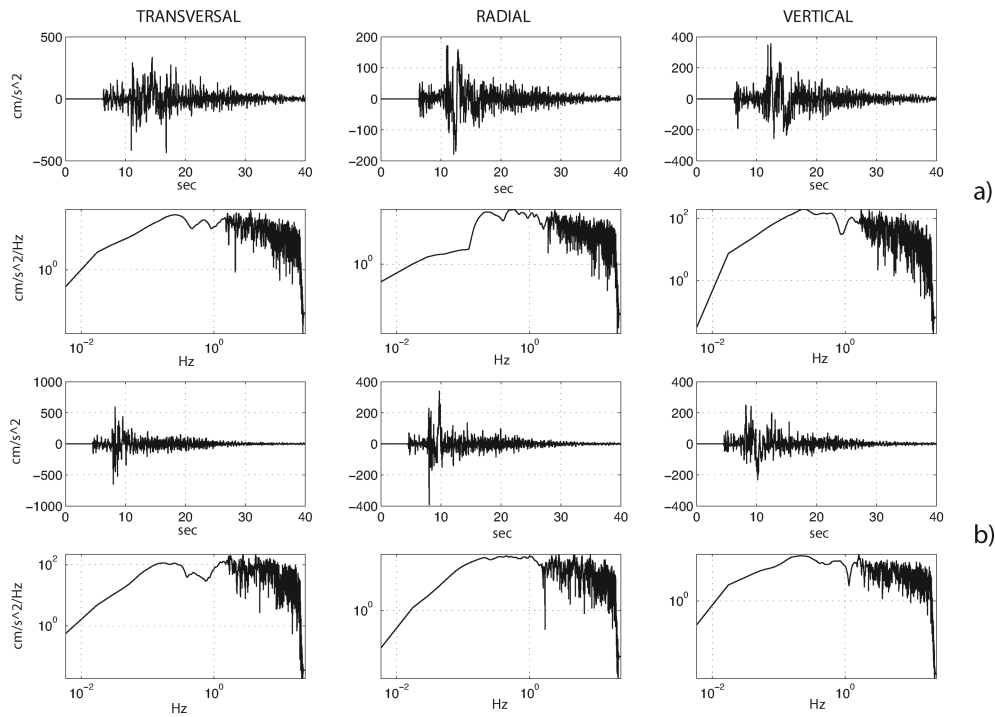 TRANSVERSAL RADIAL VERTICAL
500 200 400
cm/s^2 100 200
0 0 0
−100 −200
−500 −200 −400
0 10 20 30 40 0 10 20 30 40 0 10 20 30 40
sec sec sec
a)
10^2
cm/s^2/Hz 10^0 10^0 10^0
10^−2 10^0 10^−2 10^0 10^−2 10^0
Hz Hz Hz
1000 400 400
cm/s^2 500 200 200
0 0 0
−500 −200 −200
−1000 −400 −400
0 10 20 30 40 0 10 20 30 40 0 10 20 30 40
sec sec sec
b)
10^2
cm/s^2/Hz 10^0 10^0 10^0
10^−2 10^0 10^−2 10^0 10^−2 10^0
Hz Hz Hz